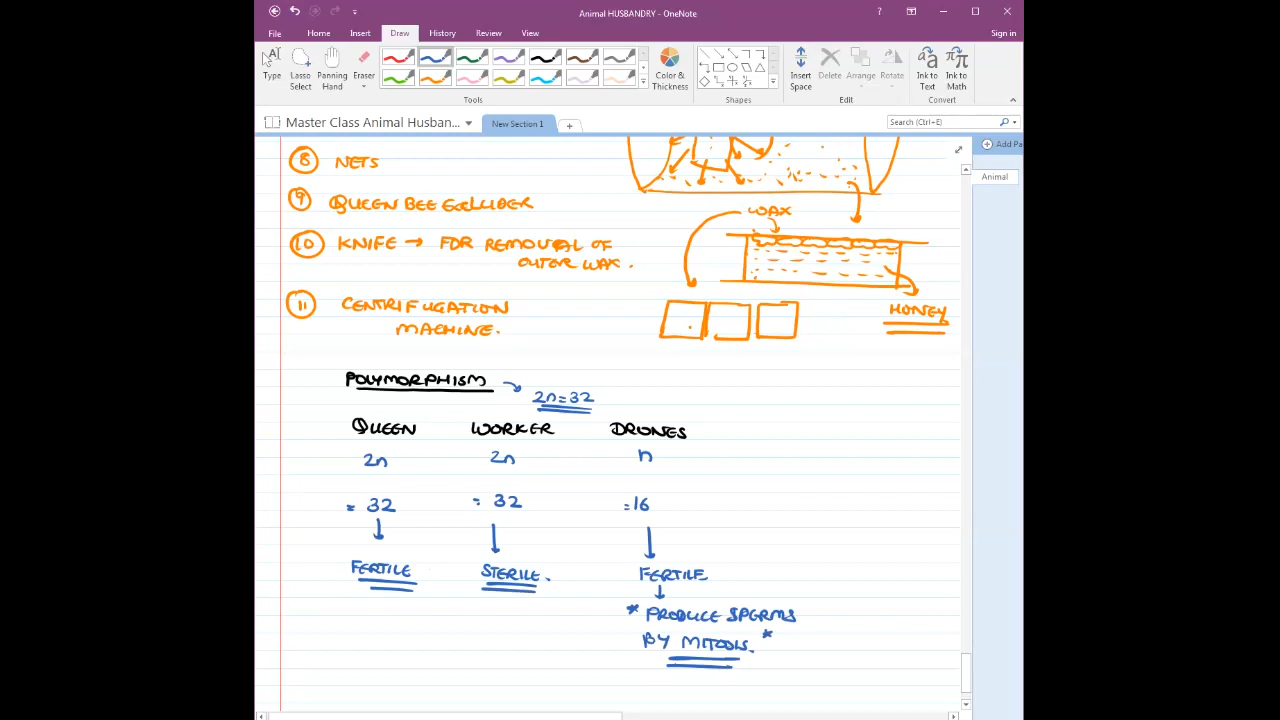 Animal HUSBANDRY - OneNote
?
File Home Insert Draw History Review View Sign in
Type
Lasso Select
Panning Hand
Eraser
Color & Thickness
Insert Space
Delete
Arrange
Rotate
Ink to Text
Ink to Math
Tools Shapes Edit Convert
Master Class Animal Husban... New Section 1 Search (Ctrl+E)
Add Pa
Animal
8 NETS
9 QUEEN BEE EXCLUDER
10 KNIFE → FOR REMOVAL OF
OUTER WAX.
11 CENTRIFUGATION
MACHINE.
WAX
HONEY
POLYMORPHISM
2n=32
QUEEN WORKER DRONES
2n 2n n
= 32 = 32 =16
FERTILE STERILE. FERTILE
* PRODUCE SPERMS
BY MITOSIS. *